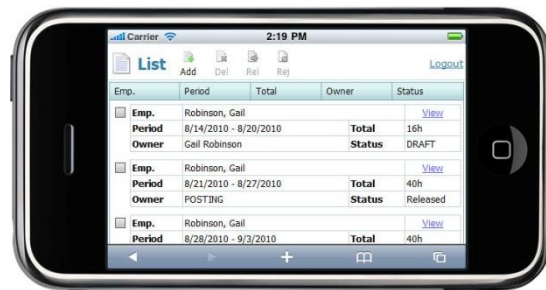 Carrier 2:19 PM
List Add Del Rel Rej Logout
Emp. Period Total Owner Status
Emp. Robinson, Gail View
Period 8/14/2010 - 8/20/2010 Total 16h
Owner Gail Robinson Status DRAFT
Emp. Robinson, Gail View
Period 8/21/2010 - 8/27/2010 Total 40h
Owner POSTING Status Released
Emp. Robinson, Gail View
Period 8/28/2010 - 9/3/2010 Total 40h